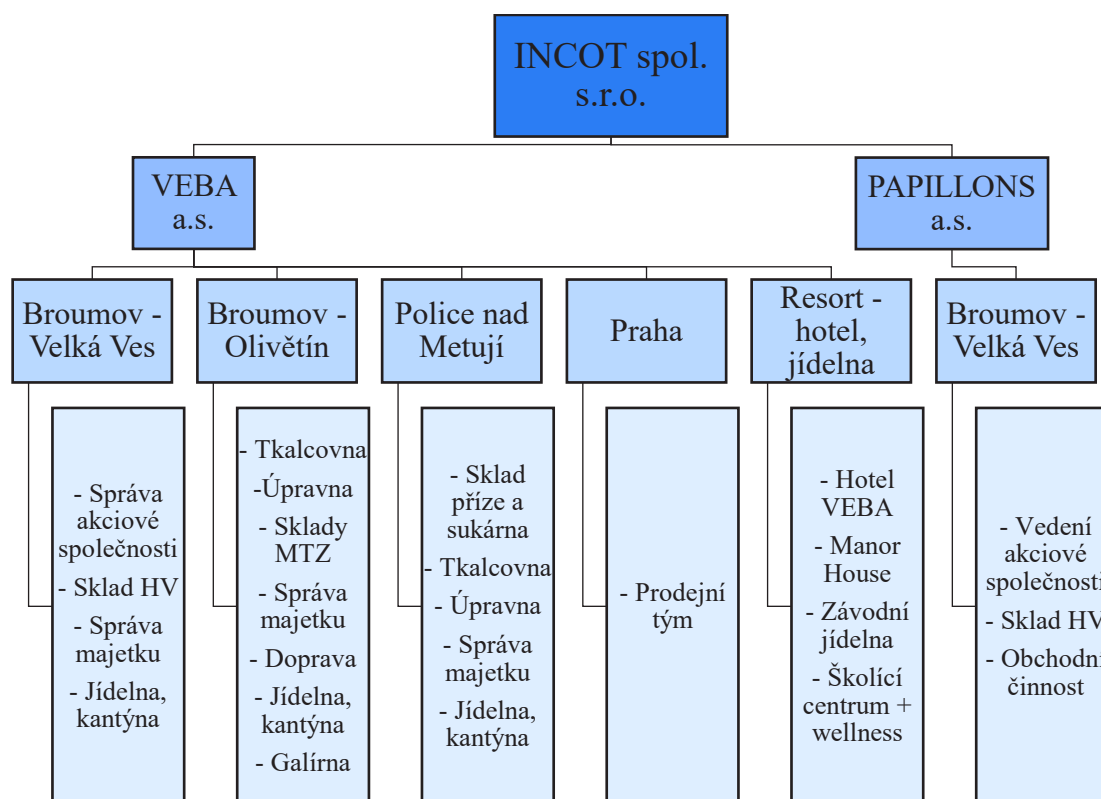 INCOT spol.
s.r.o.
VEBA
a.s.
PAPILLONS
a.s.
Broumov -
Velká Ves
Broumov -
Olivětín
Police nad
Metují
Praha
Resort -
hotel,
jídelna
Broumov -
Velká Ves
- Správa
akciové
společnosti
- Sklad HV
- Správa
majetku
- Jídelna,
kantýna
- Tkalcovna
-Úpravna
- Sklady
MTZ
- Správa
majetku
- Doprava
- Jídelna,
kantýna
- Galírna
- Sklad
příze a
sukárna
- Tkalcovna
- Úpravna
- Správa
majetku
- Jídelna,
kantýna
- Prodejní
tým
- Hotel
VEBA
- Manor
House
- Závodní
jídelna
- Školící
centrum +
wellness
- Vedení
akciové
společnosti
- Sklad HV
- Obchodní
činnost